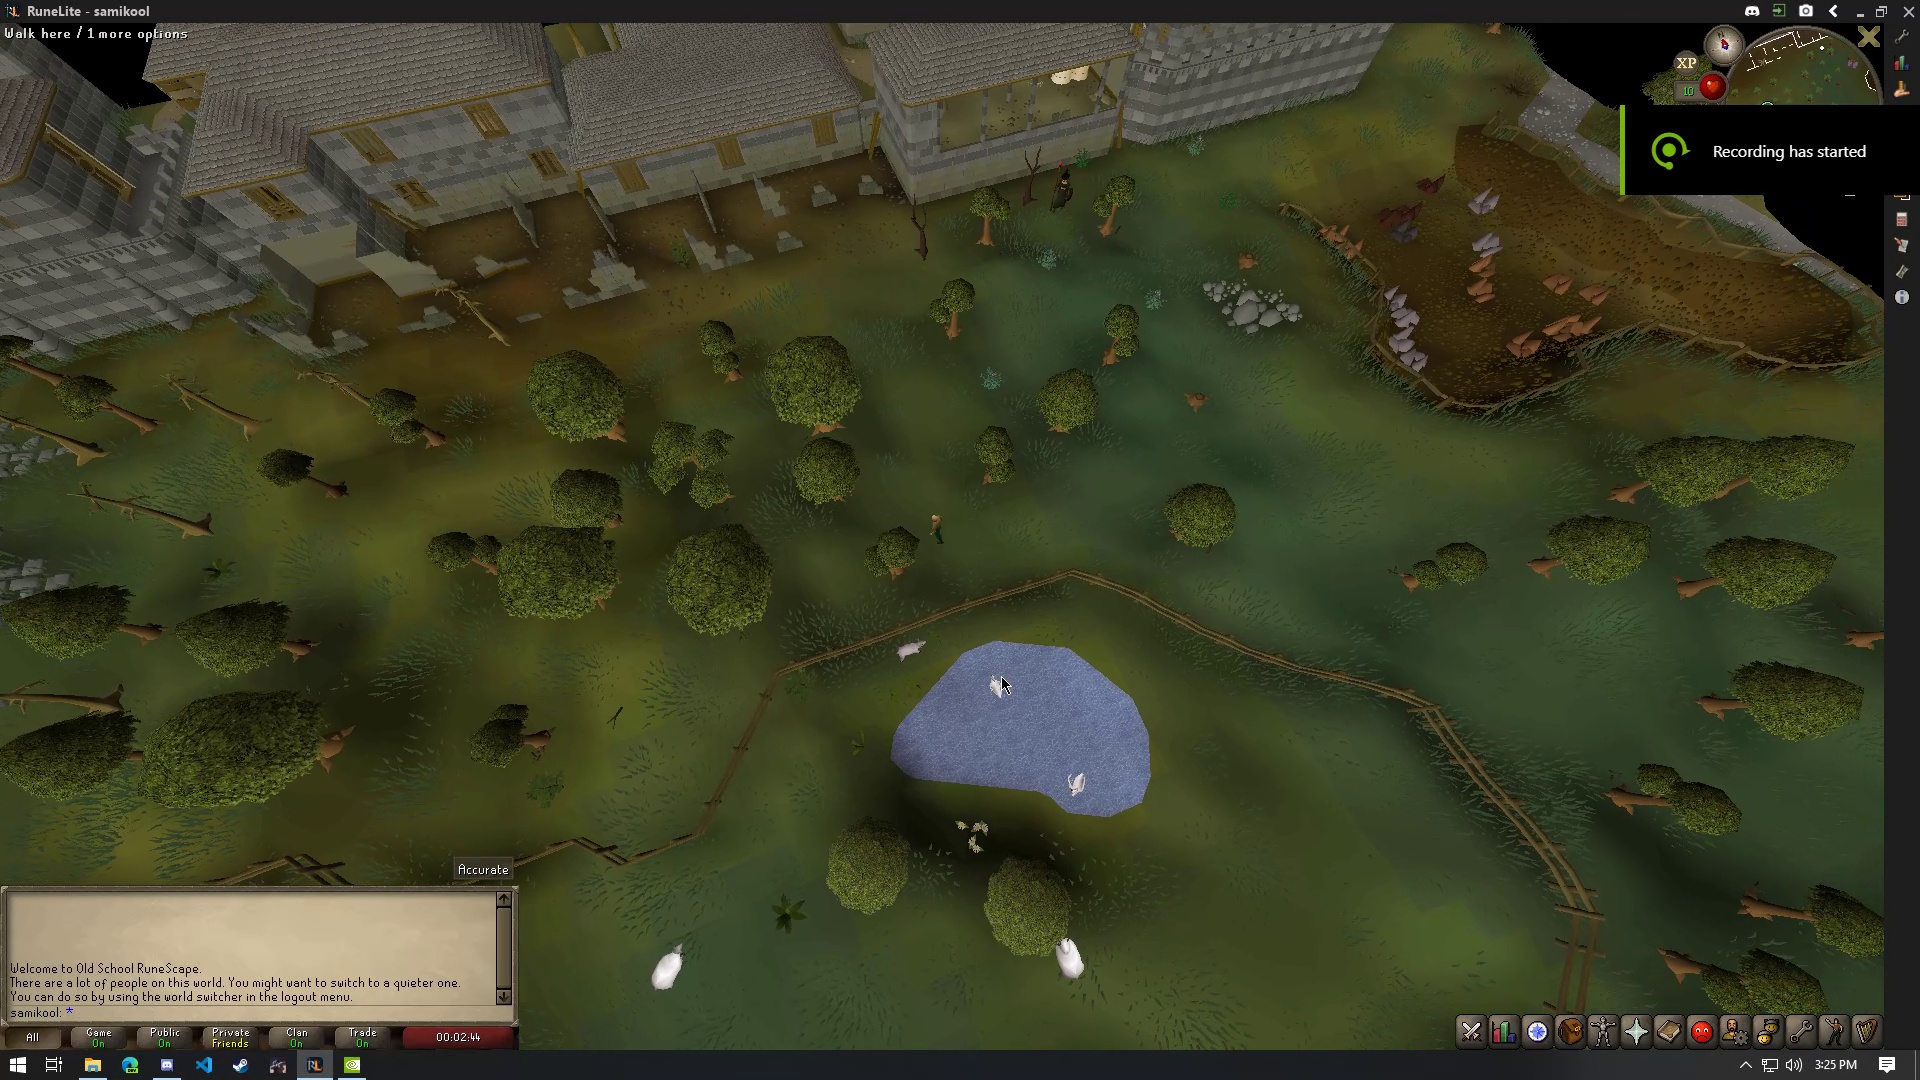 RuneLite - samikool
Walk here / 1 more options
XP
10
Recording has started
Accurate
Welcome to Old School RuneScape.
There are a lot of people on this world. You might want to switch to a quieter one.
You can do so by using the world switcher in the logout menu.
samikool: *
All
Game
On
Public
On
Private
Friends
Clan
On
Trade
On
00:02:44
3:25 PM